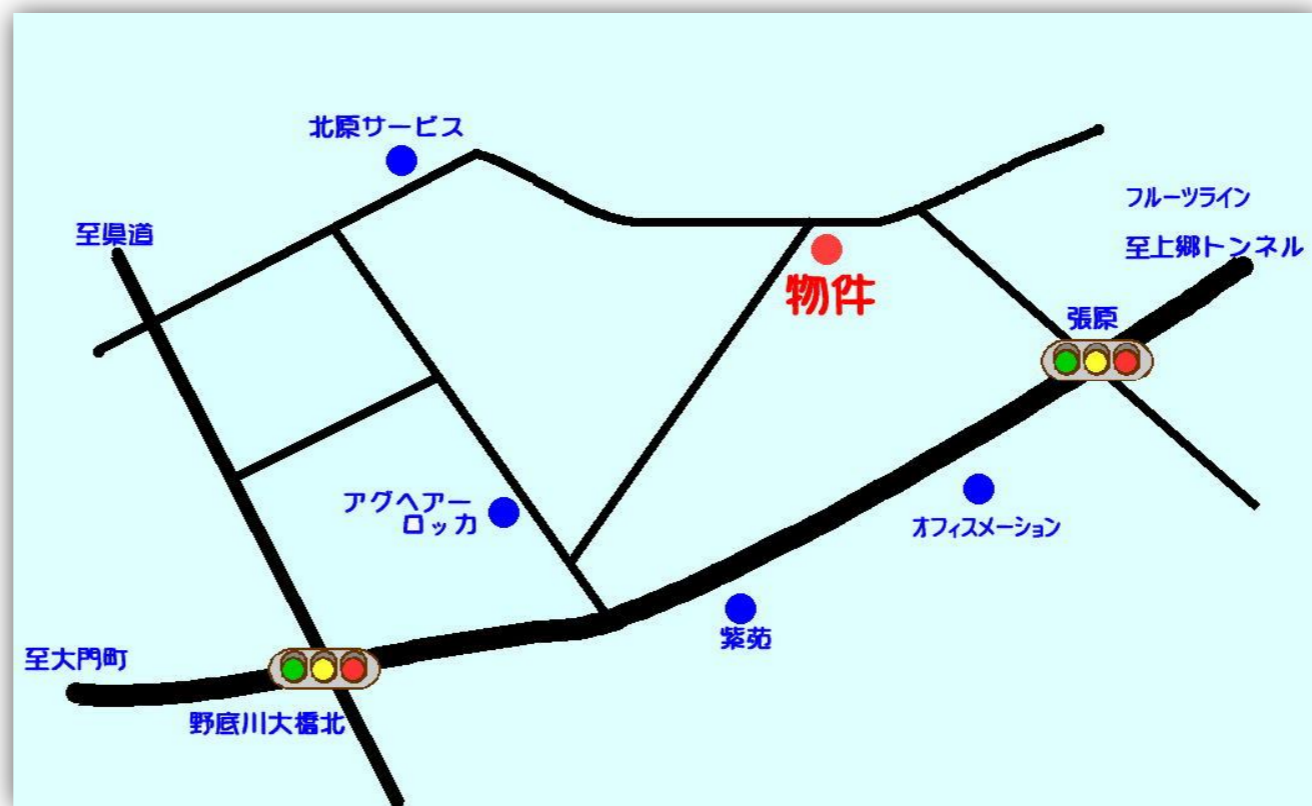 北原サービス
至県道
フルーツライン
至上郷トンネル
物件
張原
アグヘアー
ロッカ
オフィスメーション
紫苑
至大門町
野底川大橋北